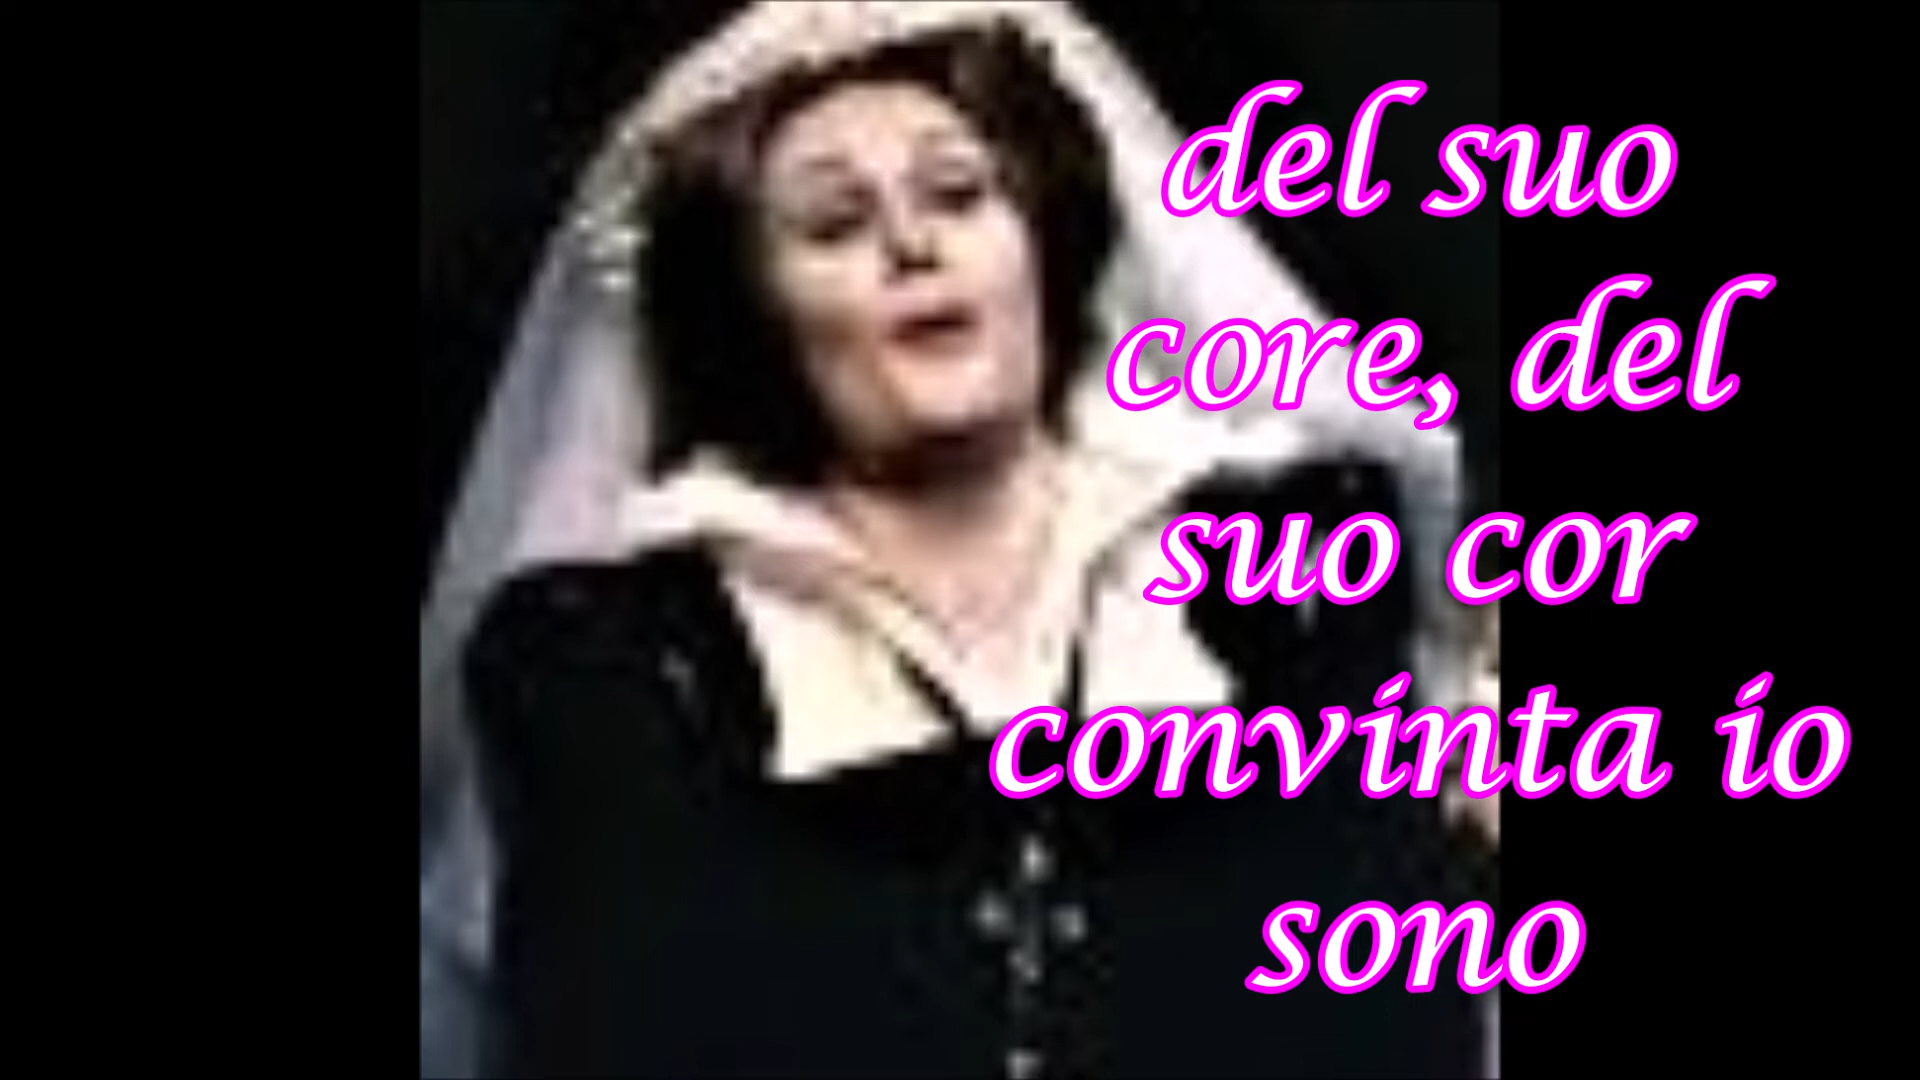 del suo
core, del
suo cor
convinta io
sono